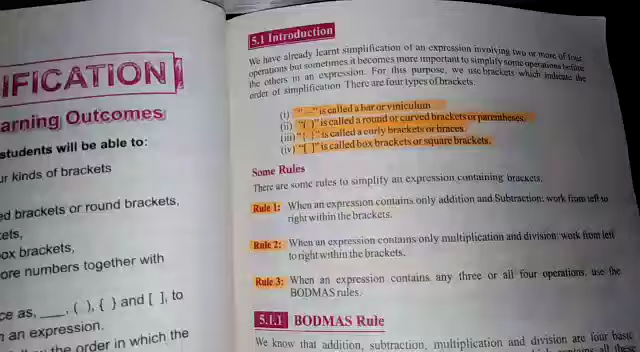 IFICATION
arning Outcomes
students will be able to:
ur kinds of brackets
ed brackets or round brackets,
kets,
ox brackets,
ore numbers together with
ce as, ___, ( ), { } and [ ], to
an expression.
the order in which the
5.1 Introduction
We have already learnt simplification of an expression involving two or more of four
operations but sometimes it becomes more important to simplify some operations before
the others in an expression. For this purpose, we use brackets which indicate the
order of simplification There are four types of brackets.
(i) "—" is called a bar or viniculum
(ii) "( )" is called a round or curved brackets or parentheses.
(iii) "{ }" is called a curly brackets or braces.
(iv) "[ ]" is called box brackets or square brackets.
Some Rules
There are some rules to simplify an expression containing brackets.
Rule 1: When an expression contains only addition and Subtraction: work from left to
right within the brackets.
Rule 2: When an expression contains only multiplication and division: work from left
to right within the brackets.
Rule 3: When an expression contains any three or all four operations, use the
BODMAS rules.
5.1.1 BODMAS Rule
We know that addition, subtraction, multiplication and division are four basic
all these